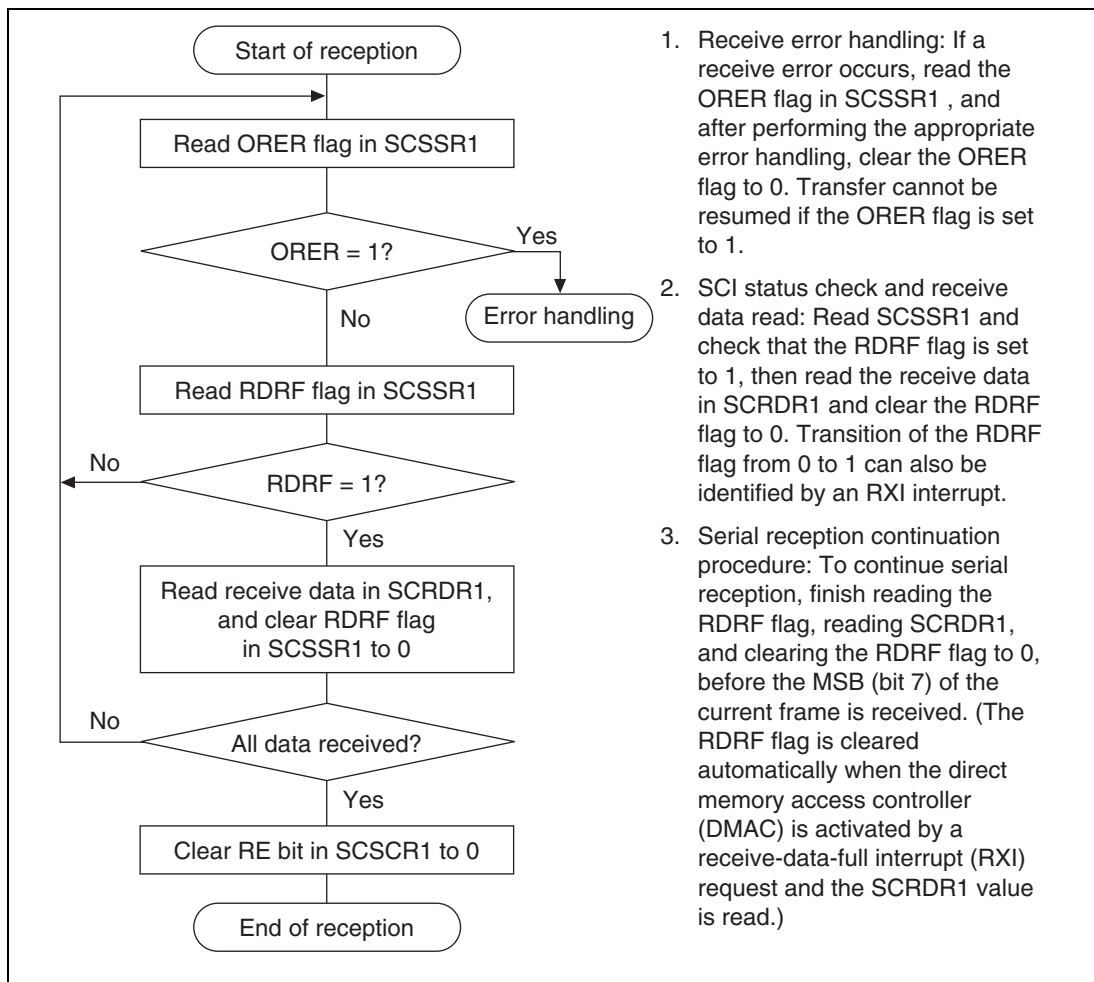 Start of reception
Read ORER flag in SCSSR1
ORER = 1?
Yes
Error handling
No
Read RDRF flag in SCSSR1
No
RDRF = 1?
Yes
Read receive data in SCRDR1,
and clear RDRF flag
in SCSSR1 to 0
No
All data received?
Yes
Clear RE bit in SCSCR1 to 0
End of reception
1. Receive error handling: If a
receive error occurs, read the
ORER flag in SCSSR1 , and
after performing the appropriate
error handling, clear the ORER
flag to 0. Transfer cannot be
resumed if the ORER flag is set
to 1.
2. SCI status check and receive
data read: Read SCSSR1 and
check that the RDRF flag is set
to 1, then read the receive data
in SCRDR1 and clear the RDRF
flag to 0. Transition of the RDRF
flag from 0 to 1 can also be
identified by an RXI interrupt.
3. Serial reception continuation
procedure: To continue serial
reception, finish reading the
RDRF flag, reading SCRDR1,
and clearing the RDRF flag to 0,
before the MSB (bit 7) of the
current frame is received. (The
RDRF flag is cleared
automatically when the direct
memory access controller
(DMAC) is activated by a
receive-data-full interrupt (RXI)
request and the SCRDR1 value
is read.)